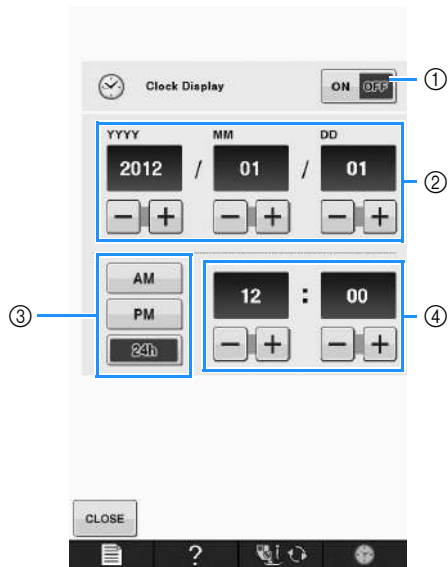 Clock Display
ON OFF
①
YYYY MM DD
2012 / 01 / 01
②
− + − + − +
AM
PM
24h
③
12 : 00
④
− + − +
CLOSE
?